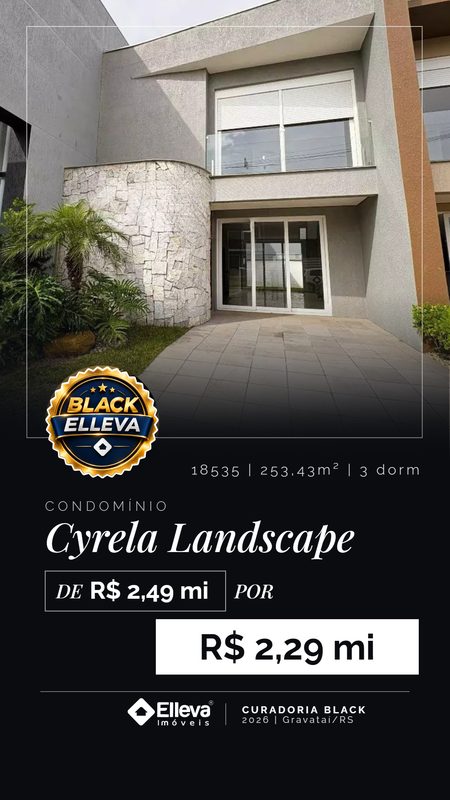 BLACK
ELLEVA
18535 | 253,43m² | 3 dorm
CONDOMÍNIO
Cyrela Landscape
DE R$ 2,49 mi POR
R$ 2,29 mi
Elleva®
Imóveis
CURADORIA BLACK
2026 | Gravataí/RS